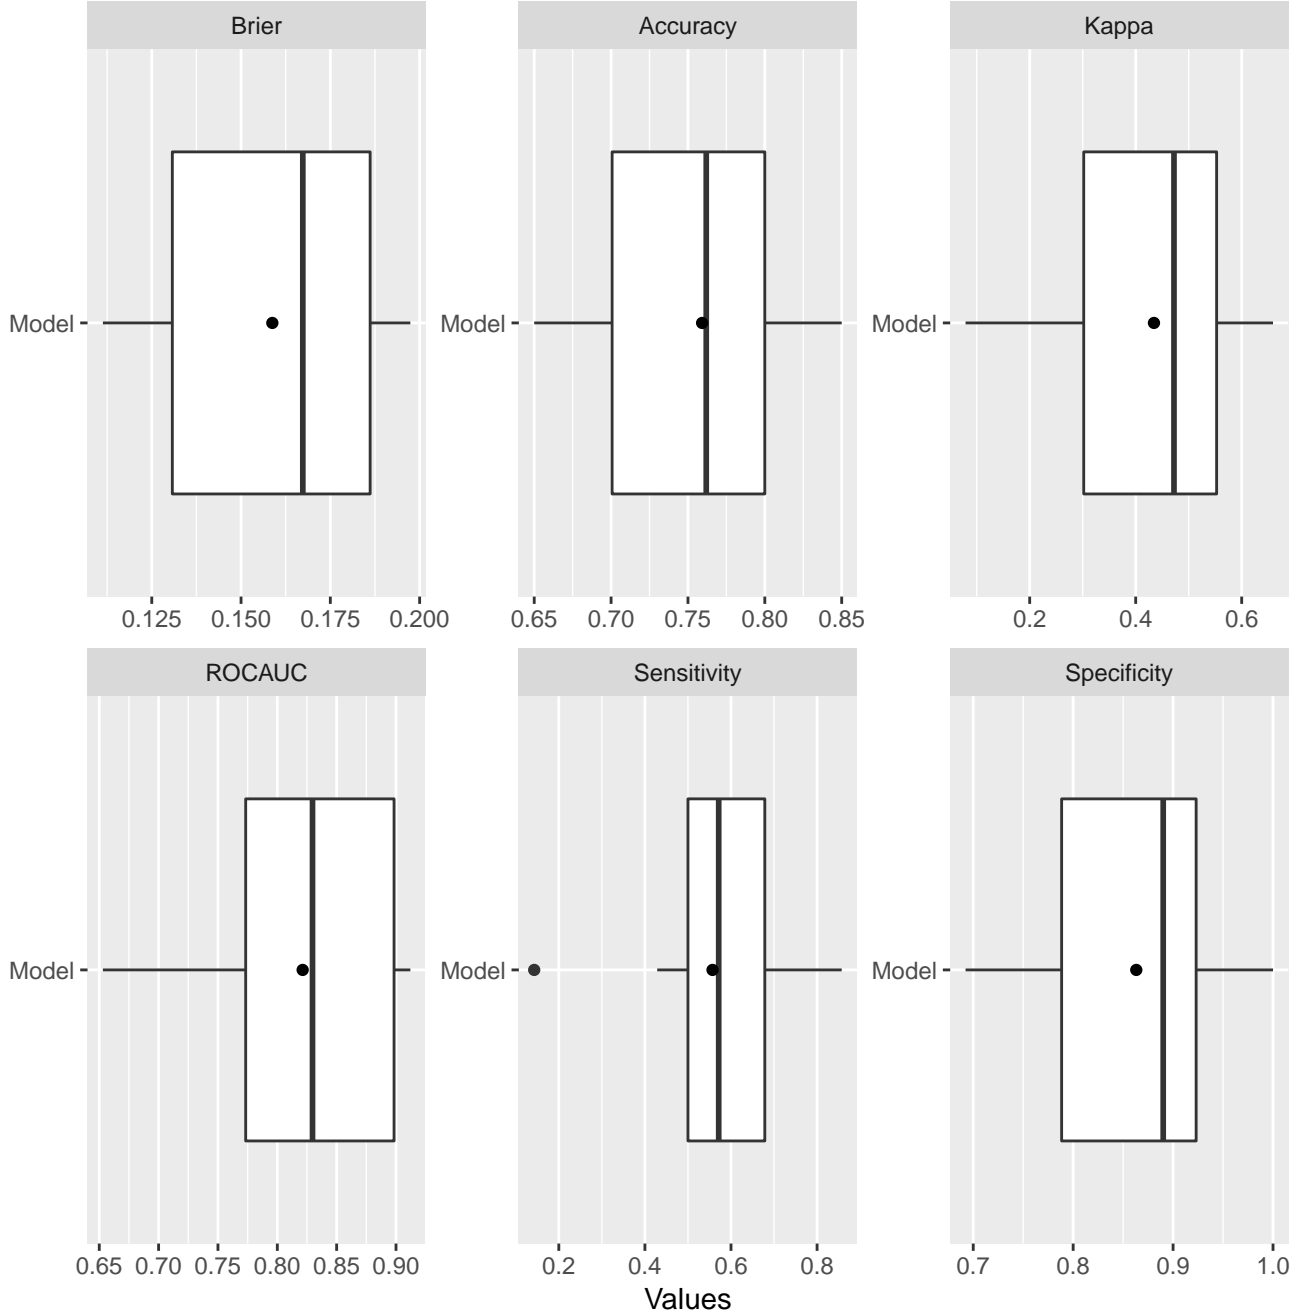 Brier Accuracy Kappa
Model Model Model
0.125 0.150 0.175 0.200 0.65 0.70 0.75 0.80 0.85 0.2 0.4 0.6
ROCAUC Sensitivity Specificity
Model Model Model
0.65 0.70 0.75 0.80 0.85 0.90 0.2 0.4 0.6 0.8 0.7 0.8 0.9 1.0
Values